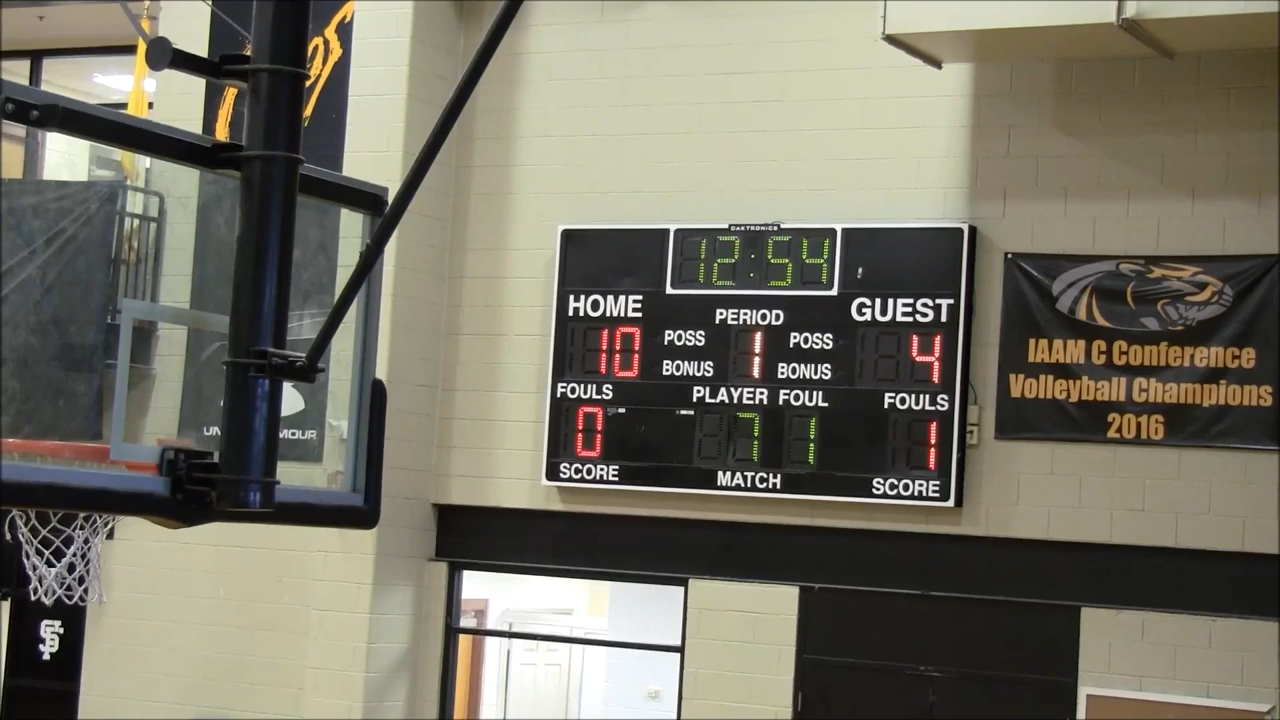 DAKTRONICS
12:54
HOME
PERIOD
GUEST
10
POSS
1
POSS
4
BONUS
BONUS
FOULS
PLAYER FOUL
FOULS
0
7 1
1
SCORE
MATCH
SCORE
IAAM C Conference
Volleyball Champions
2016